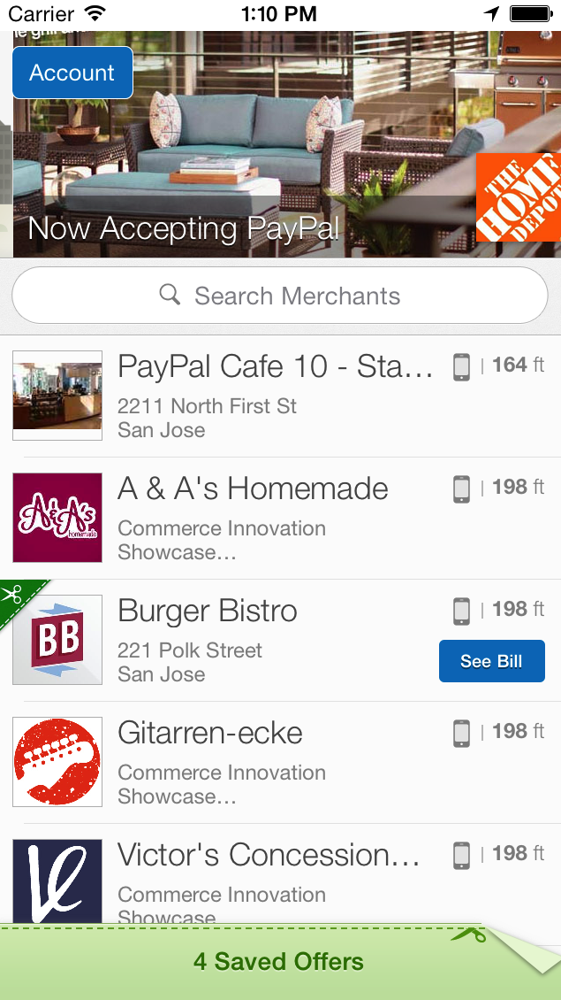 Carrier 1:10 PM
Account
THE
HOME
DEPOT
Now Accepting PayPal
Search Merchants
PayPal Cafe 10 - Sta... 164 ft
2211 North First St
San Jose
A&A's
homemade
A & A's Homemade 198 ft
Commerce Innovation
Showcase...
BB
Burger Bistro 198 ft
221 Polk Street
San Jose
See Bill
Gitarren-ecke 198 ft
Commerce Innovation
Showcase...
Victor's Concession... 198 ft
Commerce Innovation
Showcase
4 Saved Offers